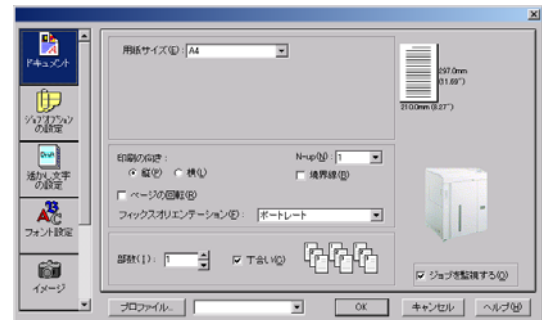 ドキュメント
ジョブオプション
の設定
Draft
透かし文字
の設定
フォント設定
イメージ
用紙サイズ(E): A4
297.0mm
(11.69")
210.0mm (8.27")
印刷の向き:
縦(P) 横(L)
N-up(N): 1
境界線(B)
ページの回転(R)
フィックスオリエンテーション(F): ポートレート
部数(I): 1
丁合い(C)
ジョブを監視する(Q)
プロファイル...
OK
キャンセル
ヘルプ(H)